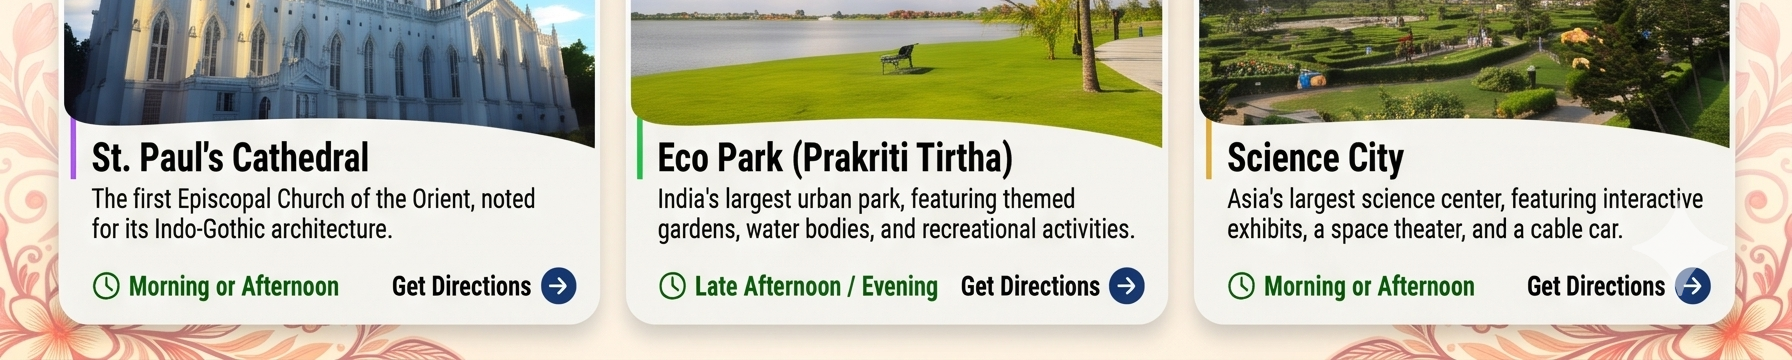 St. Paul's Cathedral
The first Episcopal Church of the Orient, noted
for its Indo-Gothic architecture.
Morning or Afternoon
Get Directions
Eco Park (Prakriti Tirtha)
India's largest urban park, featuring themed
gardens, water bodies, and recreational activities.
Late Afternoon / Evening
Get Directions
Science City
Asia's largest science center, featuring interactive
exhibits, a space theater, and a cable car.
Morning or Afternoon
Get Directions